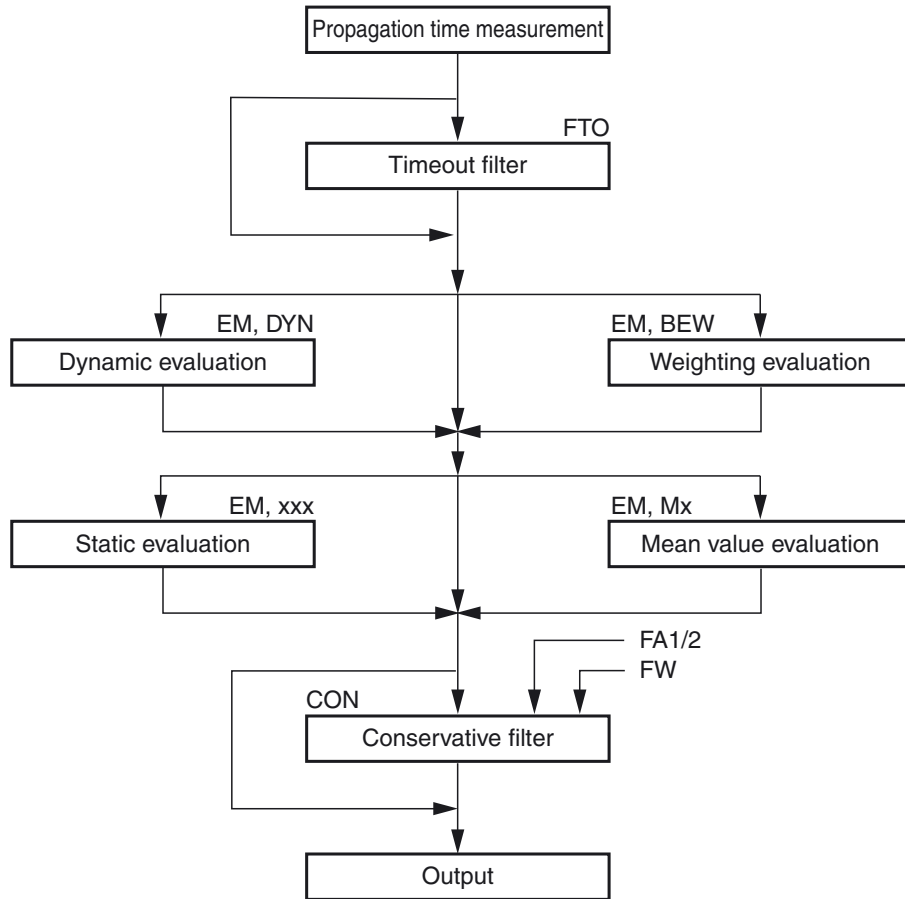 Propagation time measurement
FTO
Timeout filter
EM, DYN
EM, BEW
Dynamic evaluation
Weighting evaluation
EM, xxx
EM, Mx
Static evaluation
Mean value evaluation
FA1/2
FW
CON
Conservative filter
Output